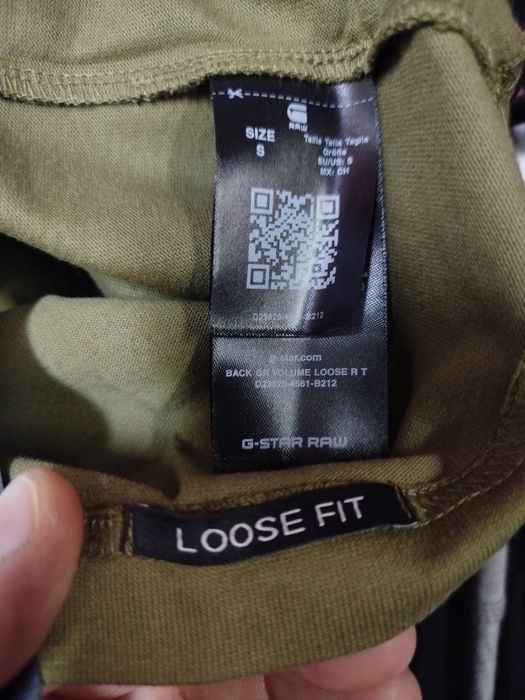 RAW
SIZE
S
Talla Taille Taglia
Größe
EU/US: S
MX: CH
g-star.com
BACK GR VOLUME LOOSE R T
G-STAR RAW
LOOSE FIT